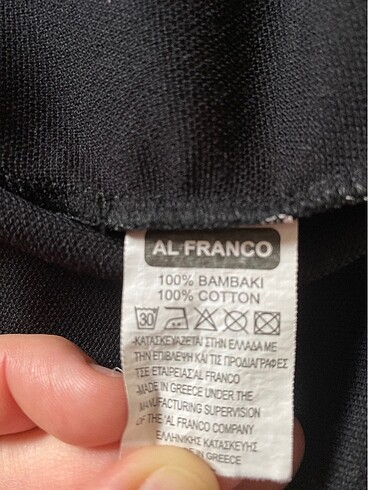 AL FRANCO
100% BAMBAKI
100% COTTON
30
-ΚΑΤΑΣΚΕΥΑΖΕΤΑΙ ΣΤΗΝ ΕΛΛΑΔΑ ΜΕ
ΤΗΝ ΕΠΙΒΛΕΨΗ ΚΑΙ ΤΙΣ ΠΡΟΔΙΑΓΡΑΦΕΣ
ΤΣΕ ΕΤΑΙΡΕΙΑΣ AL FRANCO
-MADE IN GREECE UNDER THE
MANUFACTURING SUPERVISION
OF THE 'AL FRANCO COMPANY
ΕΛΛΗΝΙΚΗΣ ΚΑΤΑΣΚΕΥΗΣ
IN GREECE